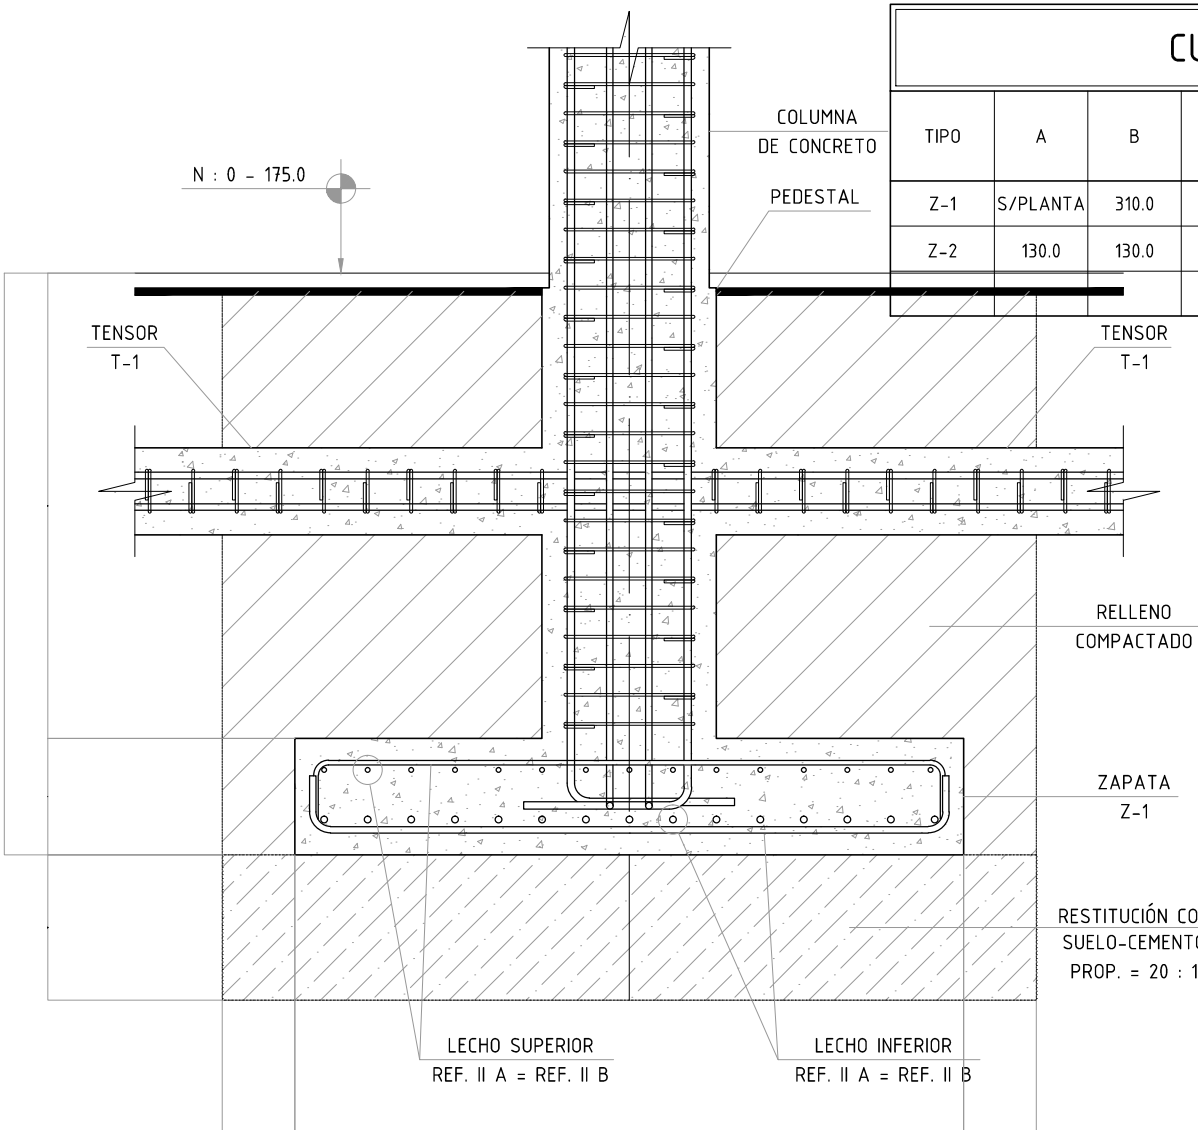 CU
TIPO A B
Z-1 S/PLANTA 310.0
Z-2 130.0 130.0
COLUMNA
DE CONCRETO
N : 0 - 175.0
PEDESTAL
TENSOR
T-1
TENSOR
T-1
RELLENO
COMPACTADO
ZAPATA
Z-1
RESTITUCIÓN CO
SUELO-CEMENTO
PROP. = 20 : 1
LECHO SUPERIOR
REF. II A = REF. II B
LECHO INFERIOR
REF. II A = REF. II B